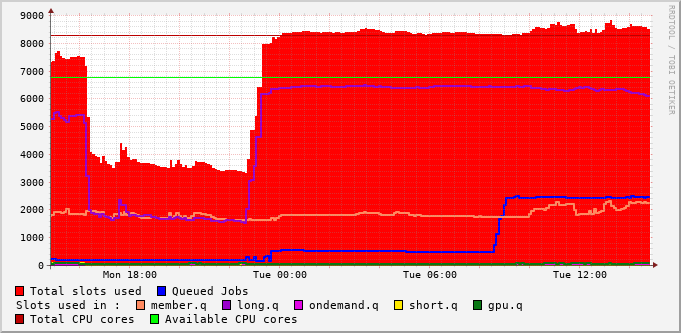 9000
8000
7000
6000
5000
4000
3000
2000
1000
0
Mon 18:00 Tue 00:00 Tue 06:00 Tue 12:00
RRDTOOL / TOBI OETIKER
Total slots used Queued Jobs
Slots used in : member.q long.q ondemand.q short.q gpu.q
Total CPU cores Available CPU cores